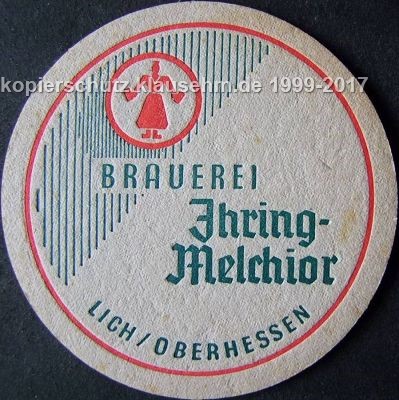 kopierschutz.klausehm.de 1999-2017
BRAUEREI
Ihring-
Melchior
LICH/OBERHESSEN